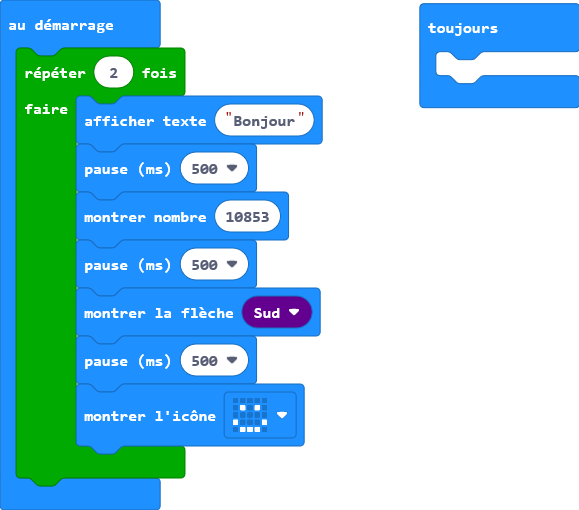 au démarrage
répéter 2 fois
faire
afficher texte "Bonjour"
pause (ms) 500
montrer nombre 10853
pause (ms) 500
montrer la flèche Sud
pause (ms) 500
montrer l'icône
toujours